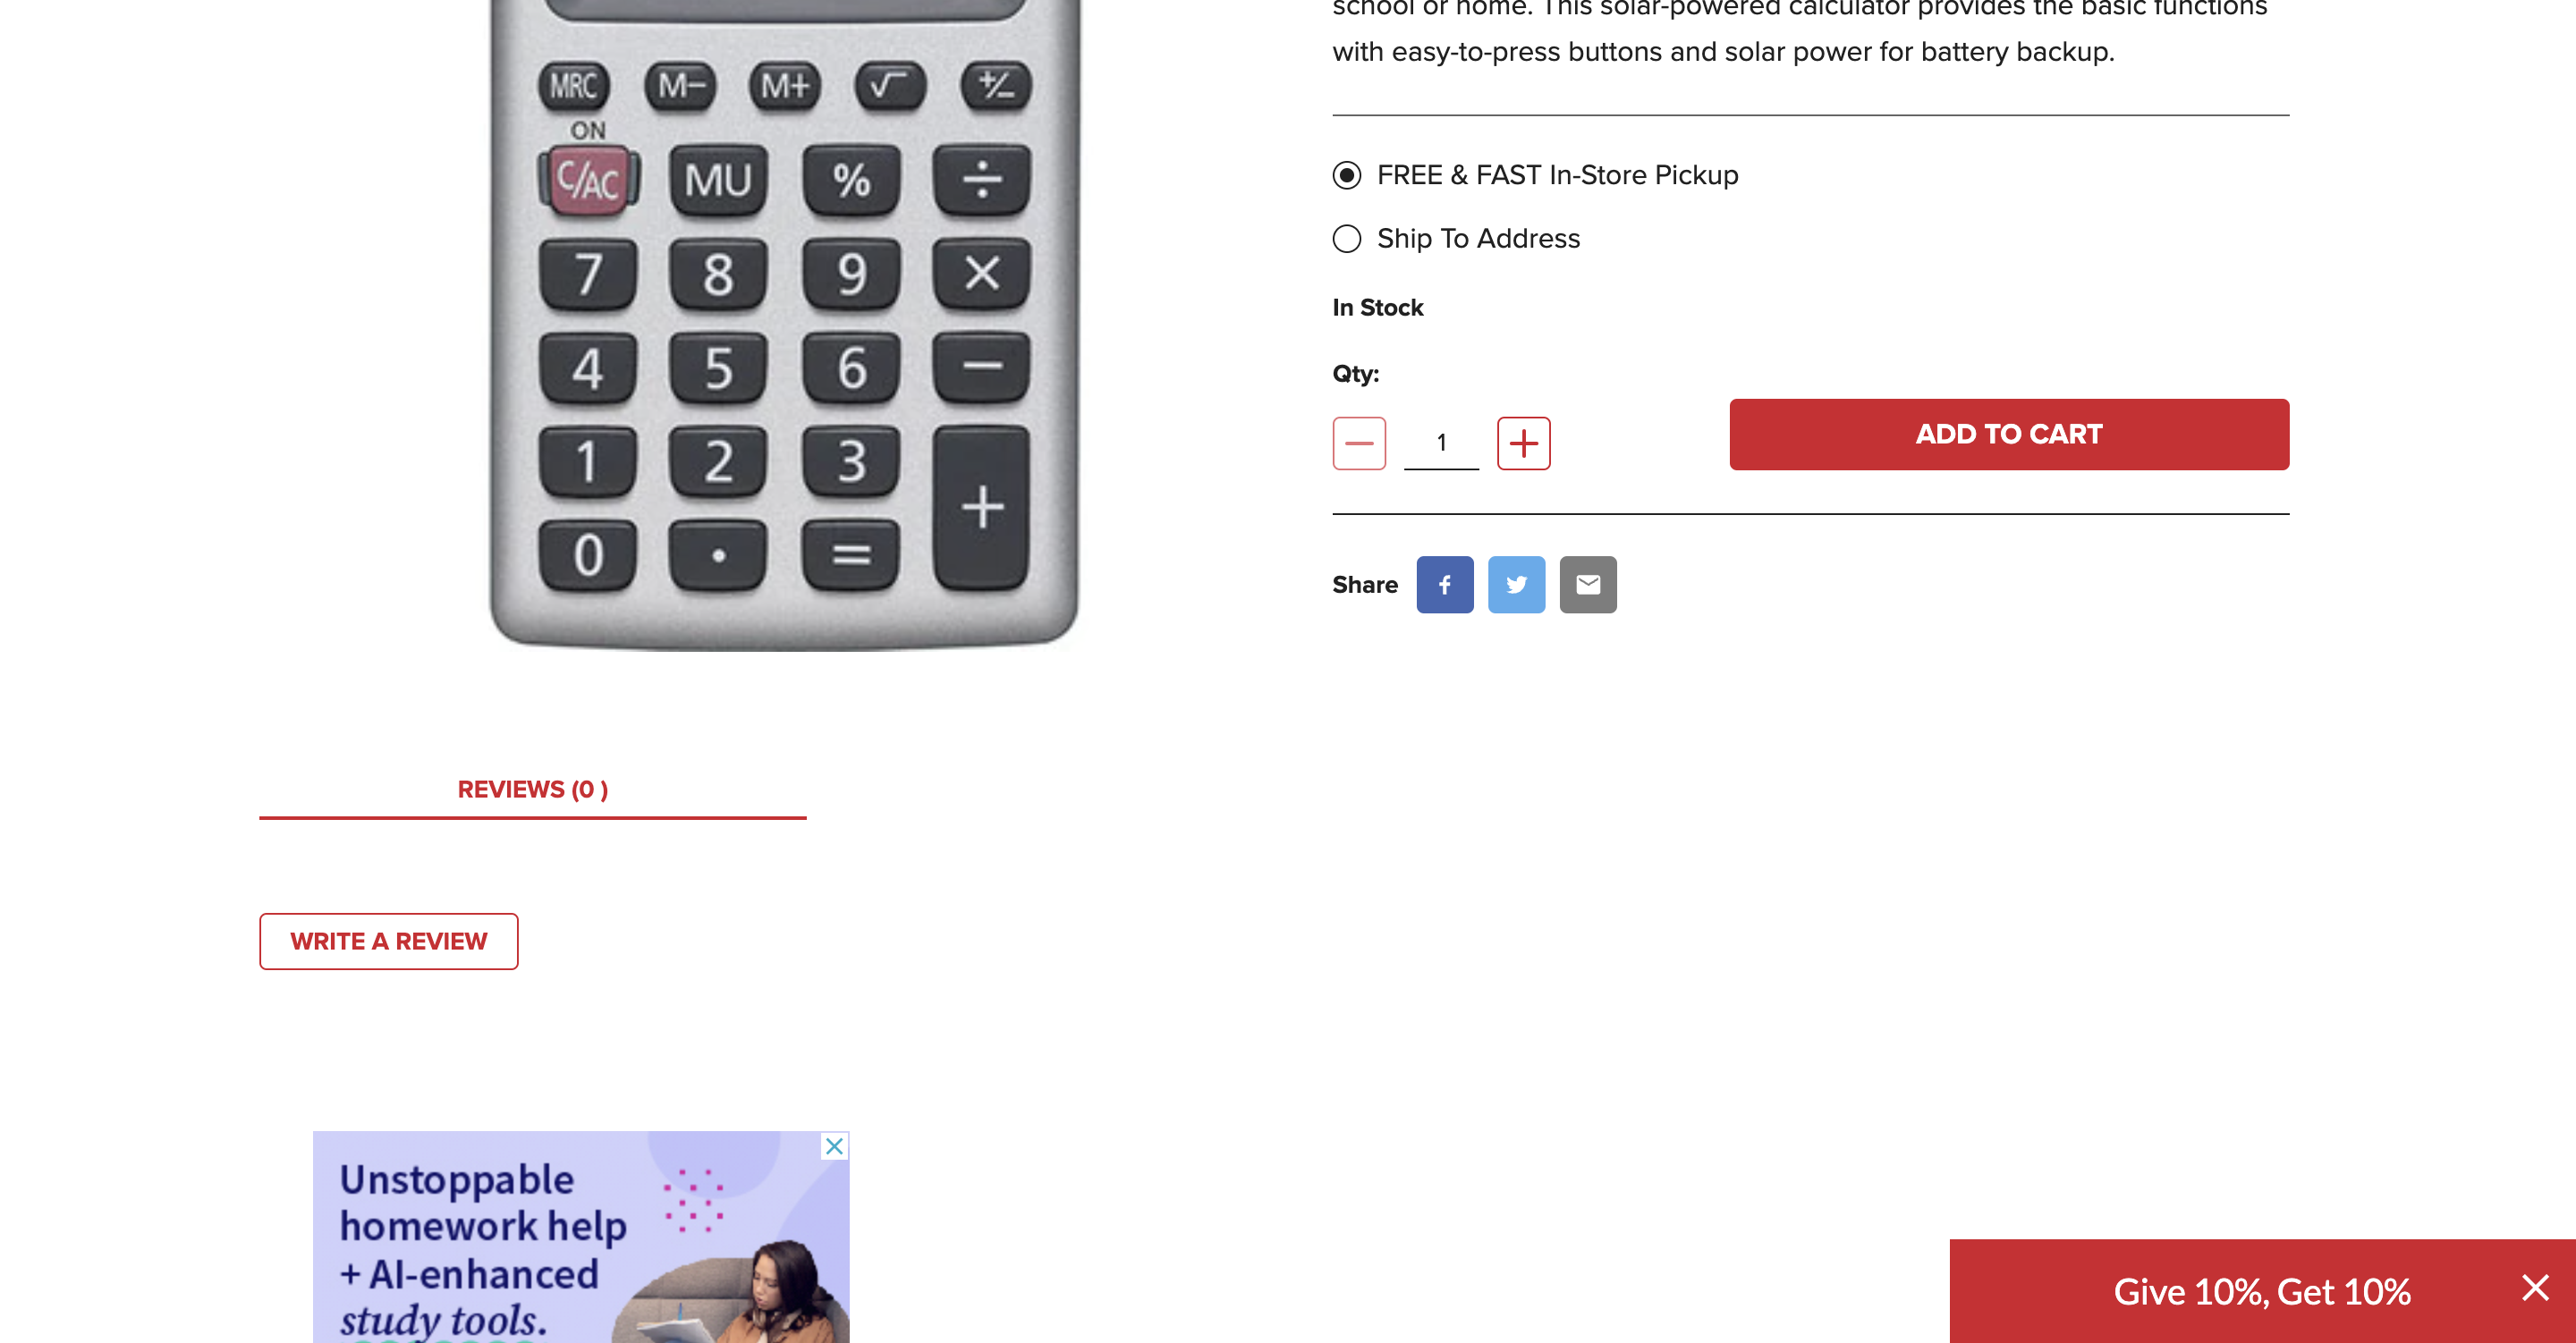 school or home. This solar-powered calculator provides the basic functions
with easy-to-press buttons and solar power for battery backup.
MRC M− M+ √ +/−
ON
C/AC MU % ÷
7 8 9 ×
4 5 6 −
1 2 3 +
0 . =
FREE & FAST In-Store Pickup
Ship To Address
In Stock
Qty:
1
ADD TO CART
Share
REVIEWS (0 )
WRITE A REVIEW
Unstoppable
homework help
+ AI-enhanced
study tools.
Give 10%, Get 10%